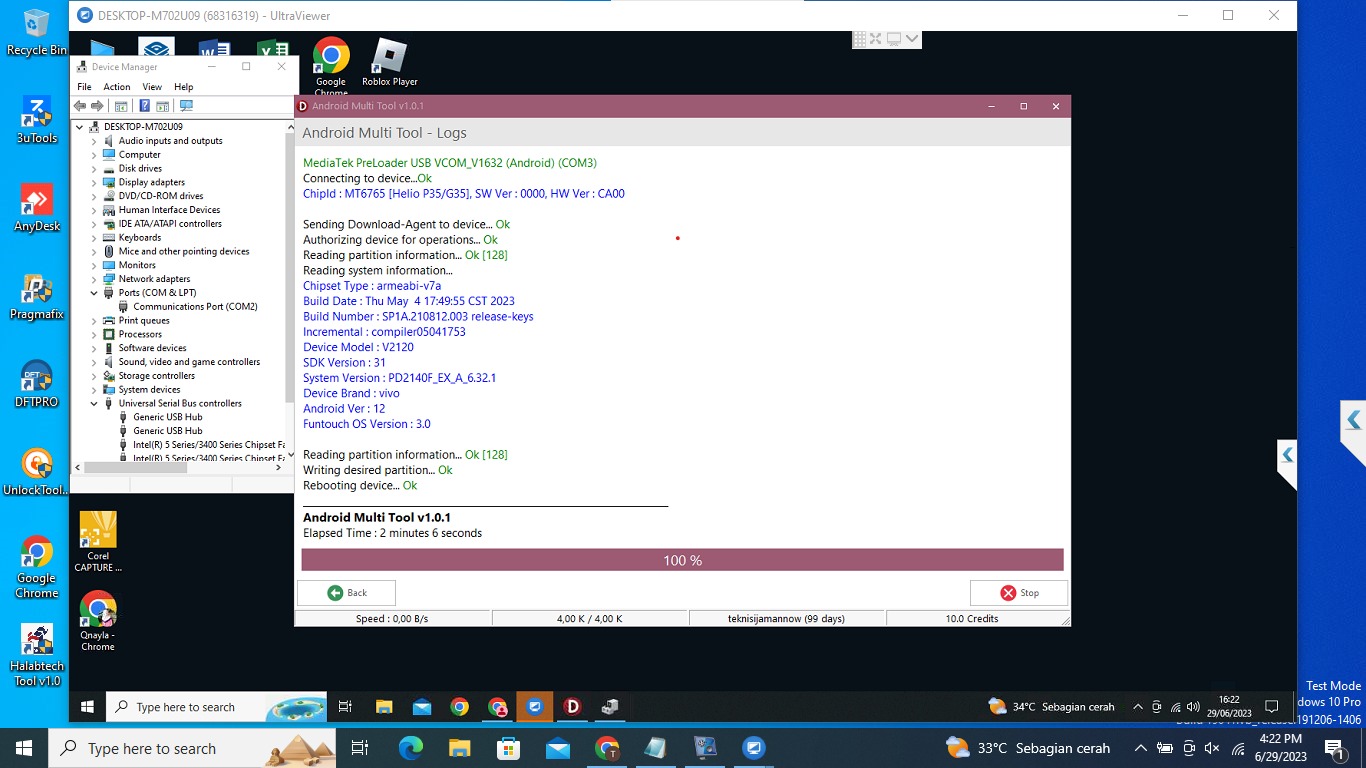 DESKTOP-M702U09 (68316319) - UltraViewer
Recycle Bin
3uTools
AnyDesk
Pragmafix
DFTPRO
UnlockTool...
Google
Chrome
Halabtech
Tool v1.0
Google
Chrome
Roblox Player
Device Manager
File Action View Help
DESKTOP-M702U09
Audio inputs and outputs
Computer
Disk drives
Display adapters
DVD/CD-ROM drives
Human Interface Devices
IDE ATA/ATAPI controllers
Keyboards
Mice and other pointing devices
Monitors
Network adapters
Ports (COM & LPT)
Communications Port (COM2)
Print queues
Processors
Software devices
Sound, video and game controllers
Storage controllers
System devices
Universal Serial Bus controllers
Generic USB Hub
Generic USB Hub
Intel(R) 5 Series/3400 Series Chipset Fa
Intel(R) 5 Series/3400 Series Chipset Fa
Corel
CAPTURE ...
Qnayla -
Chrome
Android Multi Tool v1.0.1
Android Multi Tool - Logs
MediaTek PreLoader USB VCOM_V1632 (Android) (COM3)
Connecting to device...Ok
ChipId : MT6765 [Helio P35/G35], SW Ver : 0000, HW Ver : CA00
Sending Download-Agent to device... Ok
Authorizing device for operations... Ok
Reading partition information... Ok [128]
Reading system information...
Chipset Type : armeabi-v7a
Build Date : Thu May  4 17:49:55 CST 2023
Build Number : SP1A.210812.003 release-keys
Incremental : compiler05041753
Device Model : V2120
SDK Version : 31
System Version : PD2140F_EX_A_6.32.1
Device Brand : vivo
Android Ver : 12
Funtouch OS Version : 3.0
Reading partition information... Ok [128]
Writing desired partition... Ok
Rebooting device... Ok
Android Multi Tool v1.0.1
Elapsed Time : 2 minutes 6 seconds
100 %
Back
Stop
Speed : 0,00 B/s
4,00 K / 4,00 K
teknisijamannow (99 days)
10.0 Credits
Type here to search
34°C Sebagian cerah
16:22
29/06/2023
Test Mode
dows 10 Pro
191206-1406
Type here to search
33°C Sebagian cerah
4:22 PM
6/29/2023
1